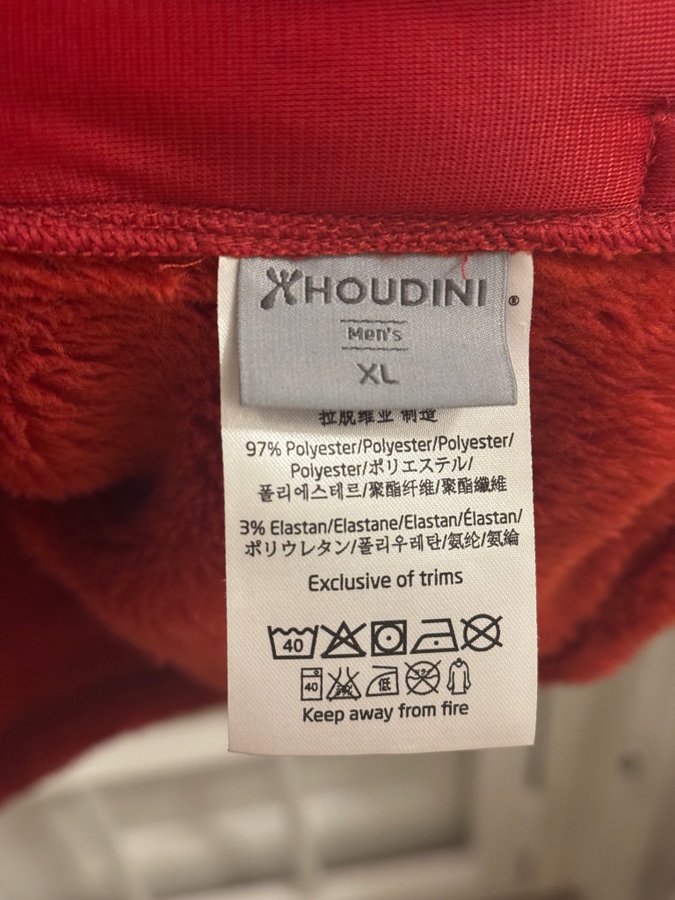 HOUDINI ®
Men's
XL
拉脱维亚 制造
97% Polyester/Polyester/Polyester/
Polyester/ポリエステル/
폴리에스테르/聚酯纤维/聚酯纖維
3% Elastan/Elastane/Elastan/Élastan/
ポリウレタン/폴리우레탄/氨纶/氨綸
Exclusive of trims
40
40 低
Keep away from fire